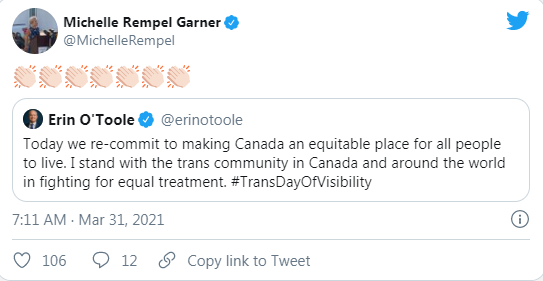 Michelle Rempel Garner
@MichelleRempel
👏🏻👏🏻👏🏻👏🏻👏🏻👏🏻👏🏻
Erin O'Toole @erinotoole
Today we re-commit to making Canada an equitable place for all people
to live. I stand with the trans community in Canada and around the world
in fighting for equal treatment. #TransDayOfVisibility
7:11 AM · Mar 31, 2021
106 12 Copy link to Tweet